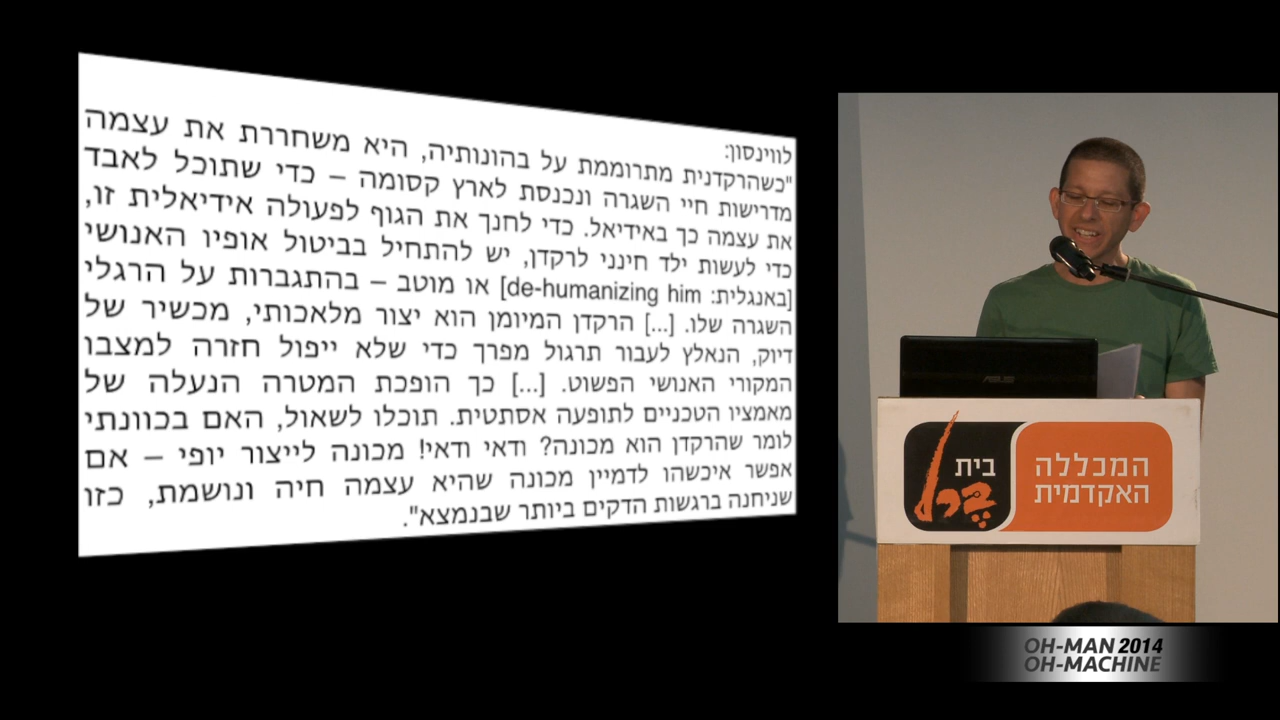 לווינסון:
"כשהרקדנית מתרוממת על בהונותיה, היא משחררת את עצמה
מדרישות חיי השגרה ונכנסת לארץ קסומה – כדי שתוכל לאבד
את עצמה כך באידיאל. כדי לחנך את הגוף לפעולה אידיאלית זו,
כדי לעשות ילד חינני לרקדן, יש להתחיל בביטול אופיו האנושי
[באנגלית: de-humanizing him] או מוטב – בהתגברות על הרגלי
השגרה שלו. [...] הרקדן המיומן הוא יצור מלאכותי, מכשיר של
דיוק, הנאלץ לעבור תרגול מפרך כדי שלא ייפול חזרה למצבו
המקורי האנושי הפשוט. [...] כך הופכת המטרה הנעלה של
מאמציו הטכניים לתופעה אסתטית. תוכלו לשאול, האם בכוונתי
לומר שהרקדן הוא מכונה? ודאי ודאי! מכונה לייצור יופי – אם
אפשר איכשהו לדמיין מכונה שהיא עצמה חיה ונושמת, כזו
שניחנה ברגשות הדקים ביותר שבנמצא".
ASUS
המכללה
האקדמית
בית
ברל
OH-MAN 2014
OH-MACHINE